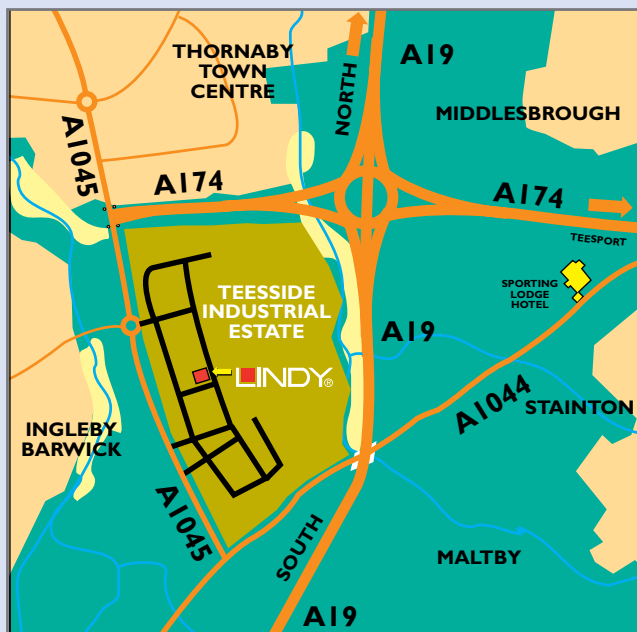 THORNABY
TOWN
CENTRE
A19
NORTH
MIDDLESBROUGH
A1045
A174
A174
TEESPORT
SPORTING
LODGE
HOTEL
TEESSIDE
INDUSTRIAL
ESTATE
A19
LINDY®
A1044
STAINTON
INGLEBY
BARWICK
A1045
SOUTH
MALTBY
A19